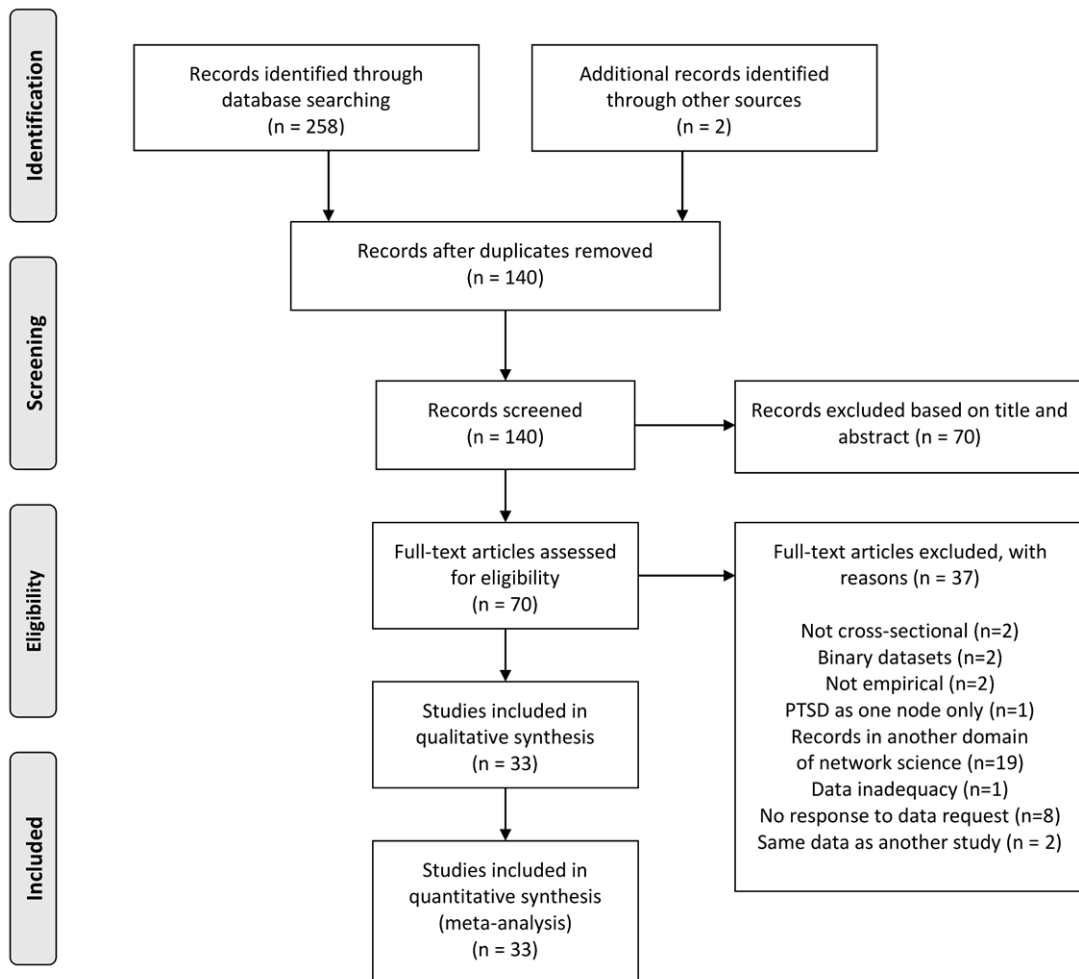 Identification
Records identified through
database searching
(n = 258)
Additional records identified
through other sources
(n = 2)
Records after duplicates removed
(n = 140)
Screening
Records screened
(n = 140)
Records excluded based on title and
abstract (n = 70)
Eligibility
Full-text articles assessed
for eligibility
(n = 70)
Full-text articles excluded, with
reasons (n = 37)
Not cross-sectional (n=2)
Binary datasets (n=2)
Not empirical (n=2)
PTSD as one node only (n=1)
Records in another domain
of network science (n=19)
Data inadequacy (n=1)
No response to data request (n=8)
Same data as another study (n = 2)
Studies included in
qualitative synthesis
(n = 33)
Included
Studies included in
quantitative synthesis
(meta-analysis)
(n = 33)